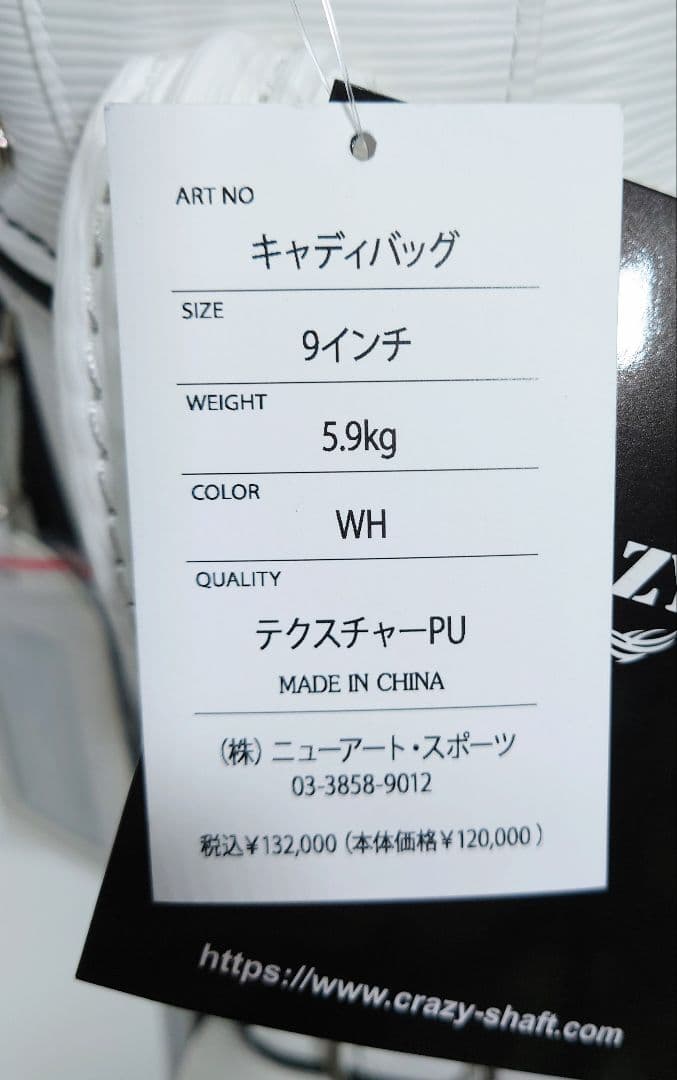 ART NO
キャディバッグ
SIZE
9インチ
WEIGHT
5.9kg
COLOR
WH
QUALITY
テクスチャーPU
MADE IN CHINA
(株)ニューアート・スポーツ
03-3858-9012
税込¥132,000(本体価格¥120,000)
ZY
https://www.crazy-shaft.com